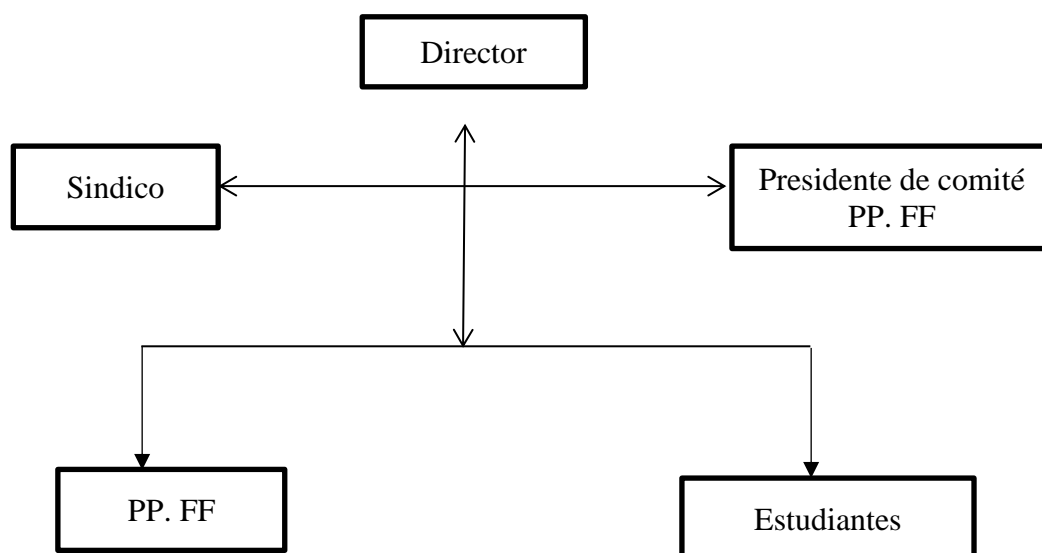 Director
Sindico
Presidente de comité
PP. FF
PP. FF
Estudiantes